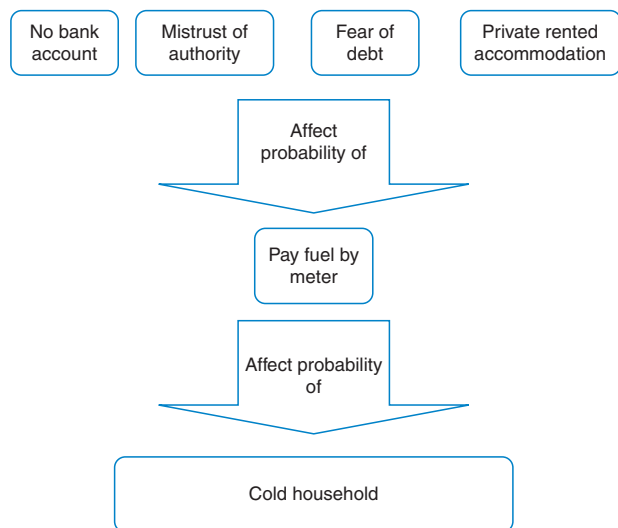 No bank
account
Mistrust of
authority
Fear of
debt
Private rented
accommodation
Affect
probability of
Pay fuel by
meter
Affect probability
of
Cold household